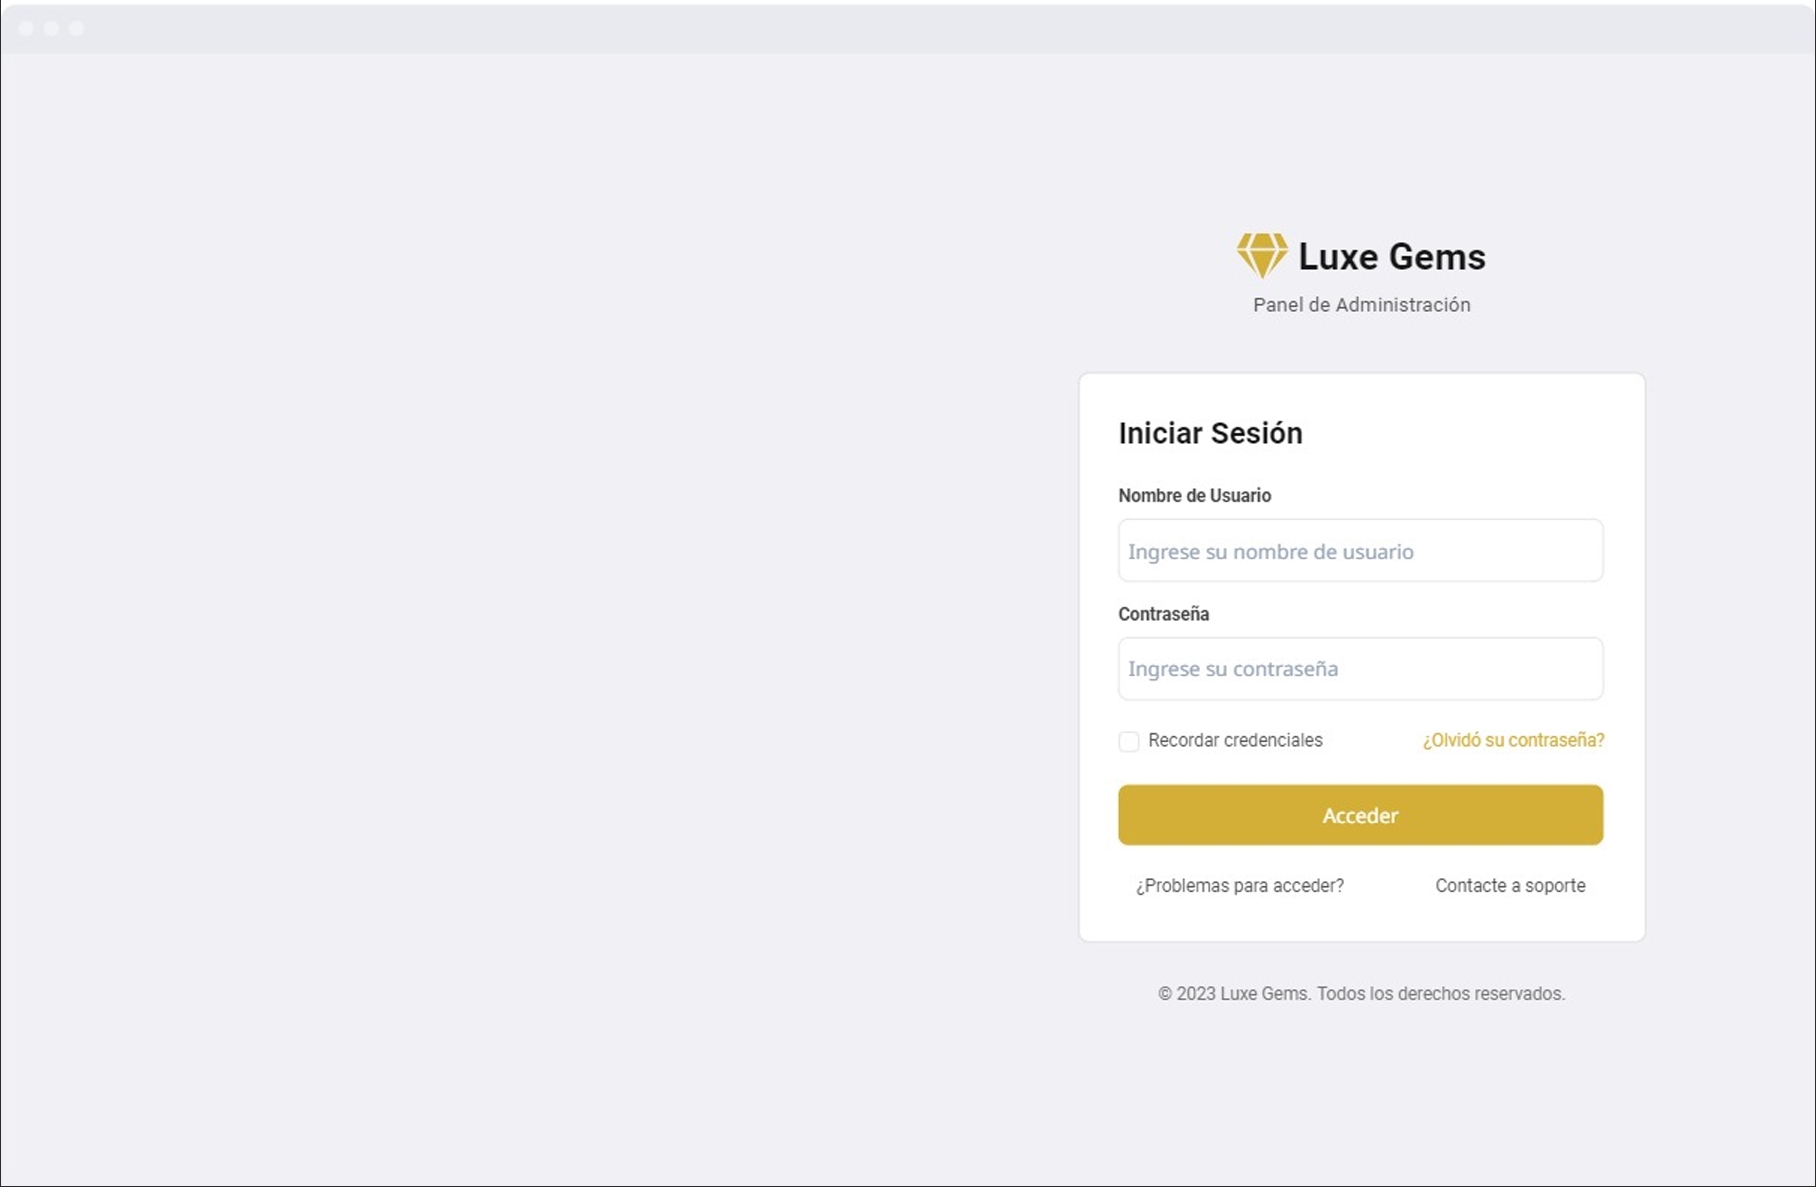 Luxe Gems
Panel de Administración
Iniciar Sesión
Nombre de Usuario
Ingrese su nombre de usuario
Contraseña
Ingrese su contraseña
Recordar credenciales ¿Olvidó su contraseña?
Acceder
¿Problemas para acceder? Contacte a soporte
© 2023 Luxe Gems. Todos los derechos reservados.